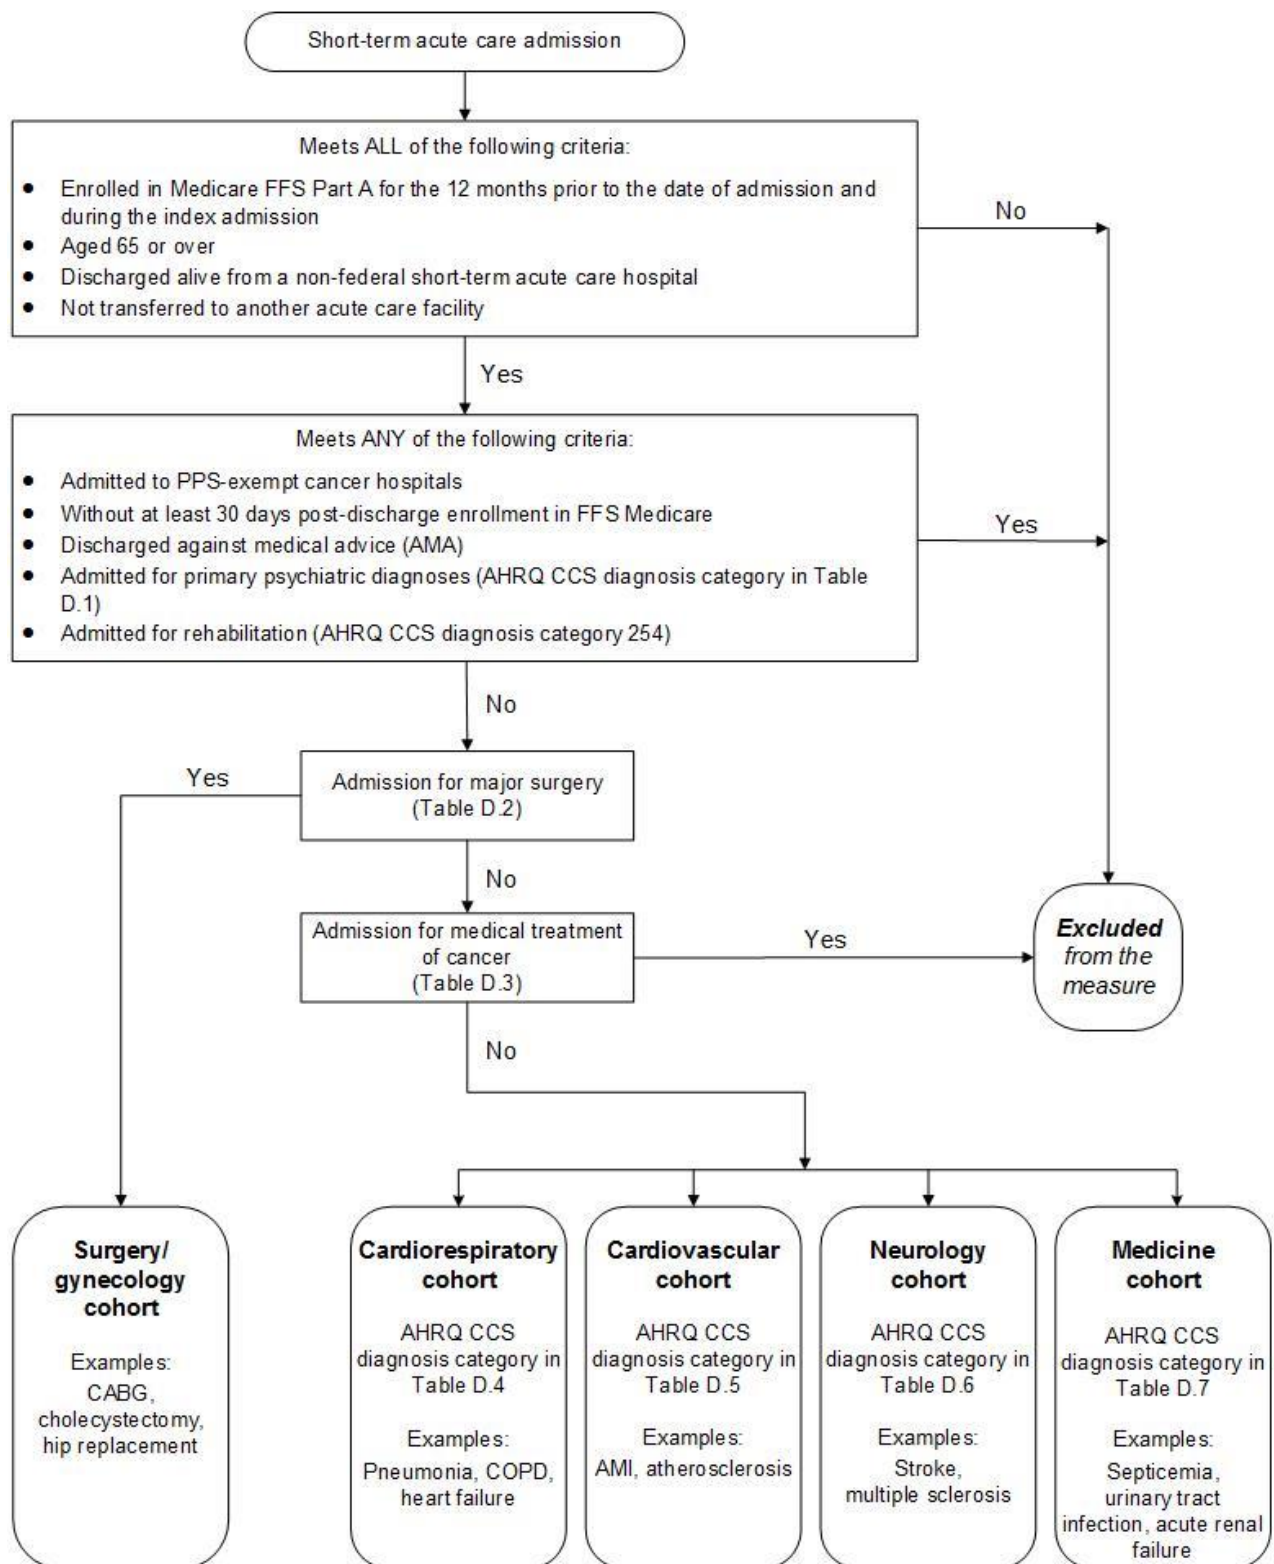 Short-term acute care admission
Meets ALL of the following criteria:
● Enrolled in Medicare FFS Part A for the 12 months prior to the date of admission and
during the index admission
● Aged 65 or over
● Discharged alive from a non-federal short-term acute care hospital
● Not transferred to another acute care facility
No
Yes
Meets ANY of the following criteria:
● Admitted to PPS-exempt cancer hospitals
● Without at least 30 days post-discharge enrollment in FFS Medicare
● Discharged against medical advice (AMA)
● Admitted for primary psychiatric diagnoses (AHRQ CCS diagnosis category in Table
D.1)
● Admitted for rehabilitation (AHRQ CCS diagnosis category 254)
Yes
No
Yes
Admission for major surgery
(Table D.2)
No
Admission for medical treatment
of cancer
(Table D.3)
Yes
Excluded
from the
measure
No
Surgery/
gynecology
cohort
Examples:
CABG,
cholecystectomy,
hip replacement
Cardiorespiratory
cohort
AHRQ CCS
diagnosis category in
Table D.4
Examples:
Pneumonia, COPD,
heart failure
Cardiovascular
cohort
AHRQ CCS
diagnosis category in
Table D.5
Examples:
AMI, atherosclerosis
Neurology
cohort
AHRQ CCS
diagnosis category in
Table D.6
Examples:
Stroke,
multiple sclerosis
Medicine
cohort
AHRQ CCS
diagnosis category in
Table D.7
Examples:
Septicemia,
urinary tract
infection, acute renal
failure